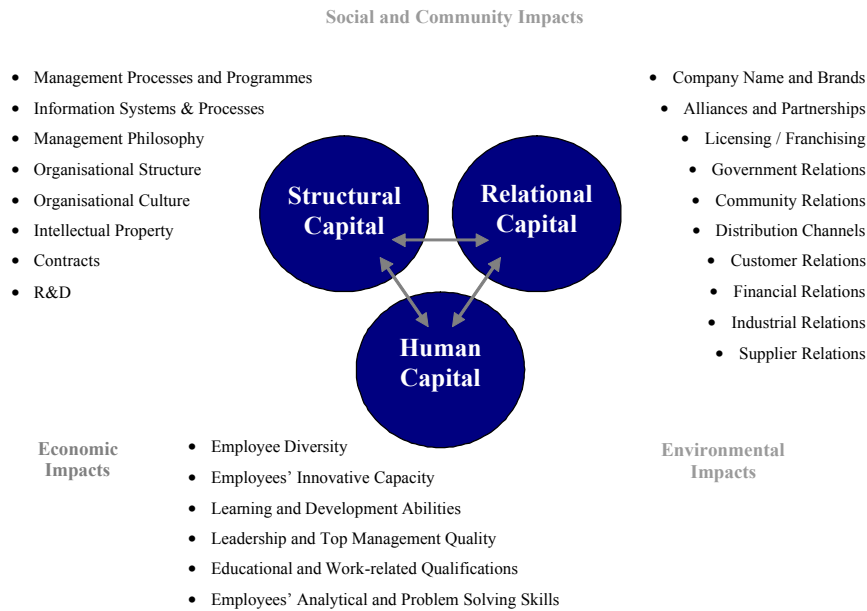 Social and Community Impacts
• Management Processes and Programmes
• Information Systems & Processes
• Management Philosophy
• Organisational Structure
• Organisational Culture
• Intellectual Property
• Contracts
• R&D
• Company Name and Brands
• Alliances and Partnerships
• Licensing / Franchising
• Government Relations
• Community Relations
• Distribution Channels
• Customer Relations
• Financial Relations
• Industrial Relations
• Supplier Relations
Structural
Capital
Relational
Capital
Human
Capital
Economic
Impacts
• Employee Diversity
• Employees’ Innovative Capacity
• Learning and Development Abilities
• Leadership and Top Management Quality
• Educational and Work-related Qualifications
• Employees’ Analytical and Problem Solving Skills
Environmental
Impacts